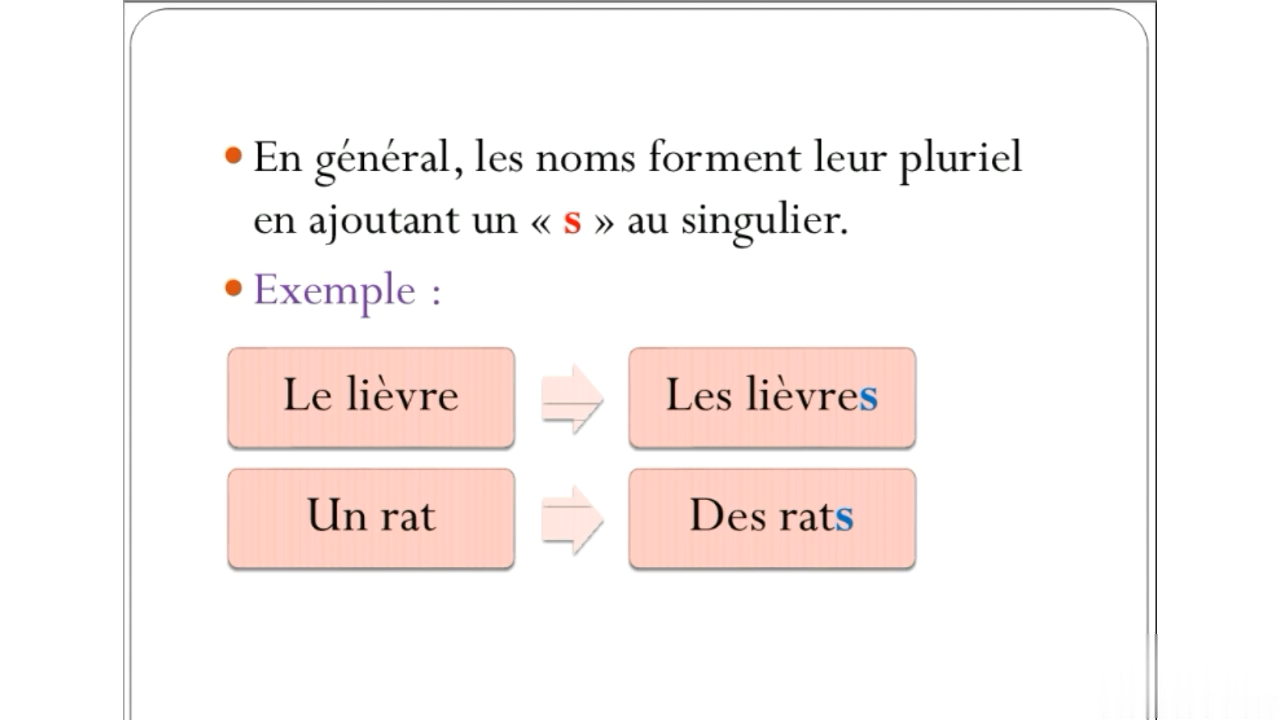 En général, les noms forment leur pluriel
en ajoutant un « s » au singulier.
Exemple :
Le lièvre
Les lièvres
Un rat
Des rats